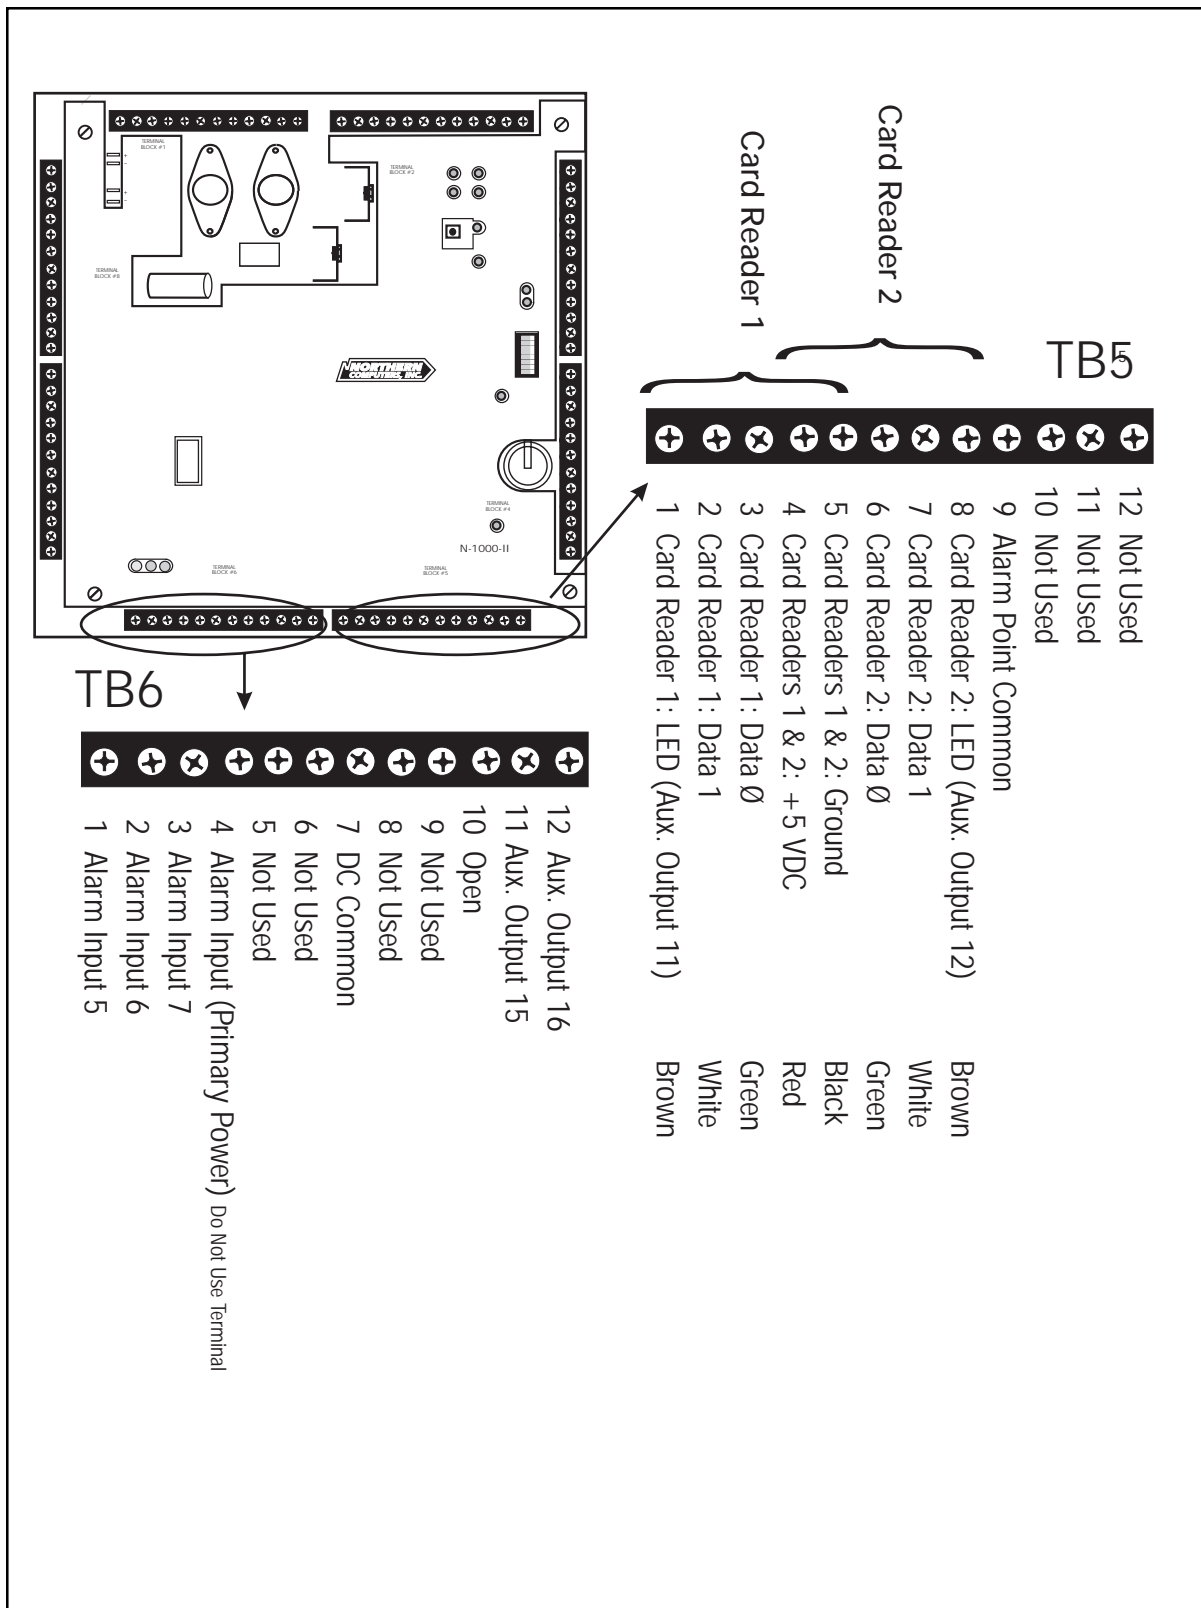 TERMINAL
BLOCK #1
TERMINAL
BLOCK #2
TERMINAL
BLOCK #8
+
–
+
–
NORTHERN
COMPUTERS, INC.
TERMINAL
BLOCK #4
N-1000-II
TERMINAL
BLOCK #6
TERMINAL
BLOCK #5
Card Reader 1
Card Reader 2
TB5
5
1 Card Reader 1: LED (Aux. Output 11) Brown
2 Card Reader 1: Data 1 White
3 Card Reader 1: Data Ø Green
4 Card Readers 1 & 2: +5 VDC Red
5 Card Readers 1 & 2: Ground Black
6 Card Reader 2: Data Ø Green
7 Card Reader 2: Data 1 White
8 Card Reader 2: LED (Aux. Output 12) Brown
9 Alarm Point Common
10 Not Used
11 Not Used
12 Not Used
TB6
1 Alarm Input 5
2 Alarm Input 6
3 Alarm Input 7
4 Alarm Input (Primary Power) Do Not Use Terminal
5 Not Used
6 Not Used
7 DC Common
8 Not Used
9 Not Used
10 Open
11 Aux. Output 15
12 Aux. Output 16